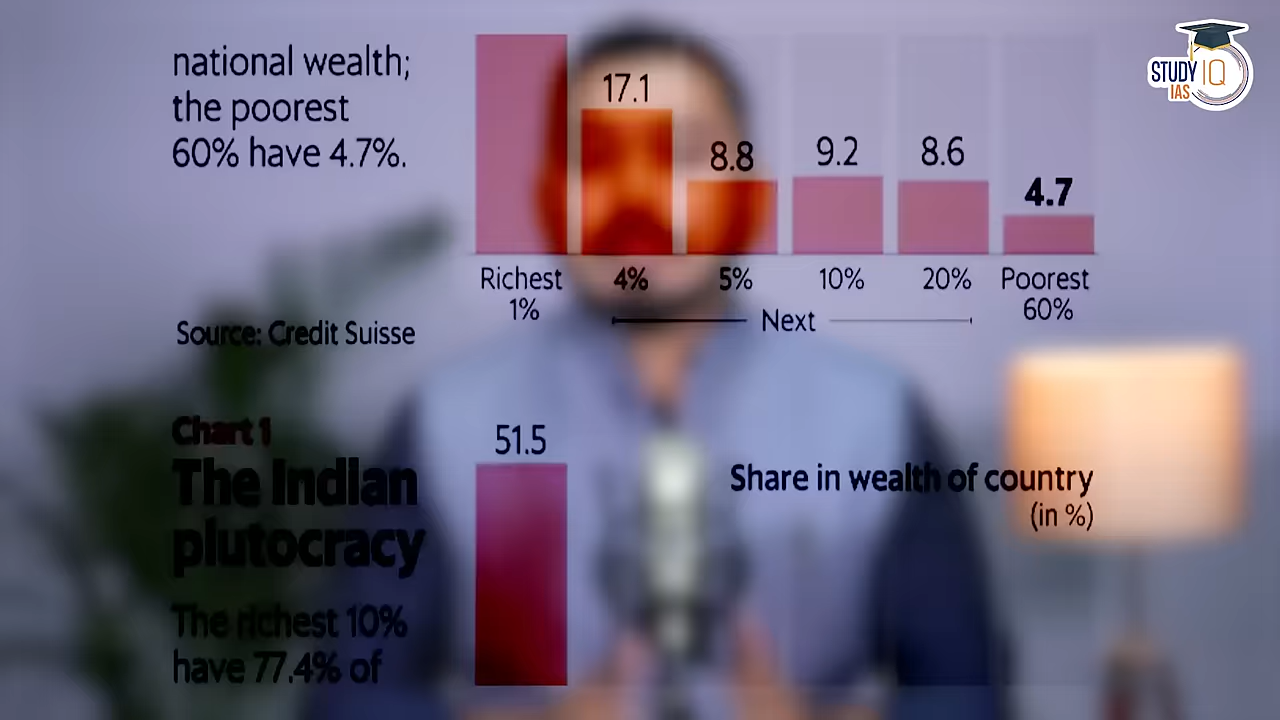 national wealth;
the poorest
60% have 4.7%.
17.1
8.8
9.2
8.6
4.7
Richest
1%
4%
5%
10%
20%
Poorest
60%
Next
Source: Credit Suisse
STUDY IQ
IAS
Chart 1
The Indian
plutocracy
The richest 10%
have 77.4% of
51.5
Share in wealth of country
(in %)